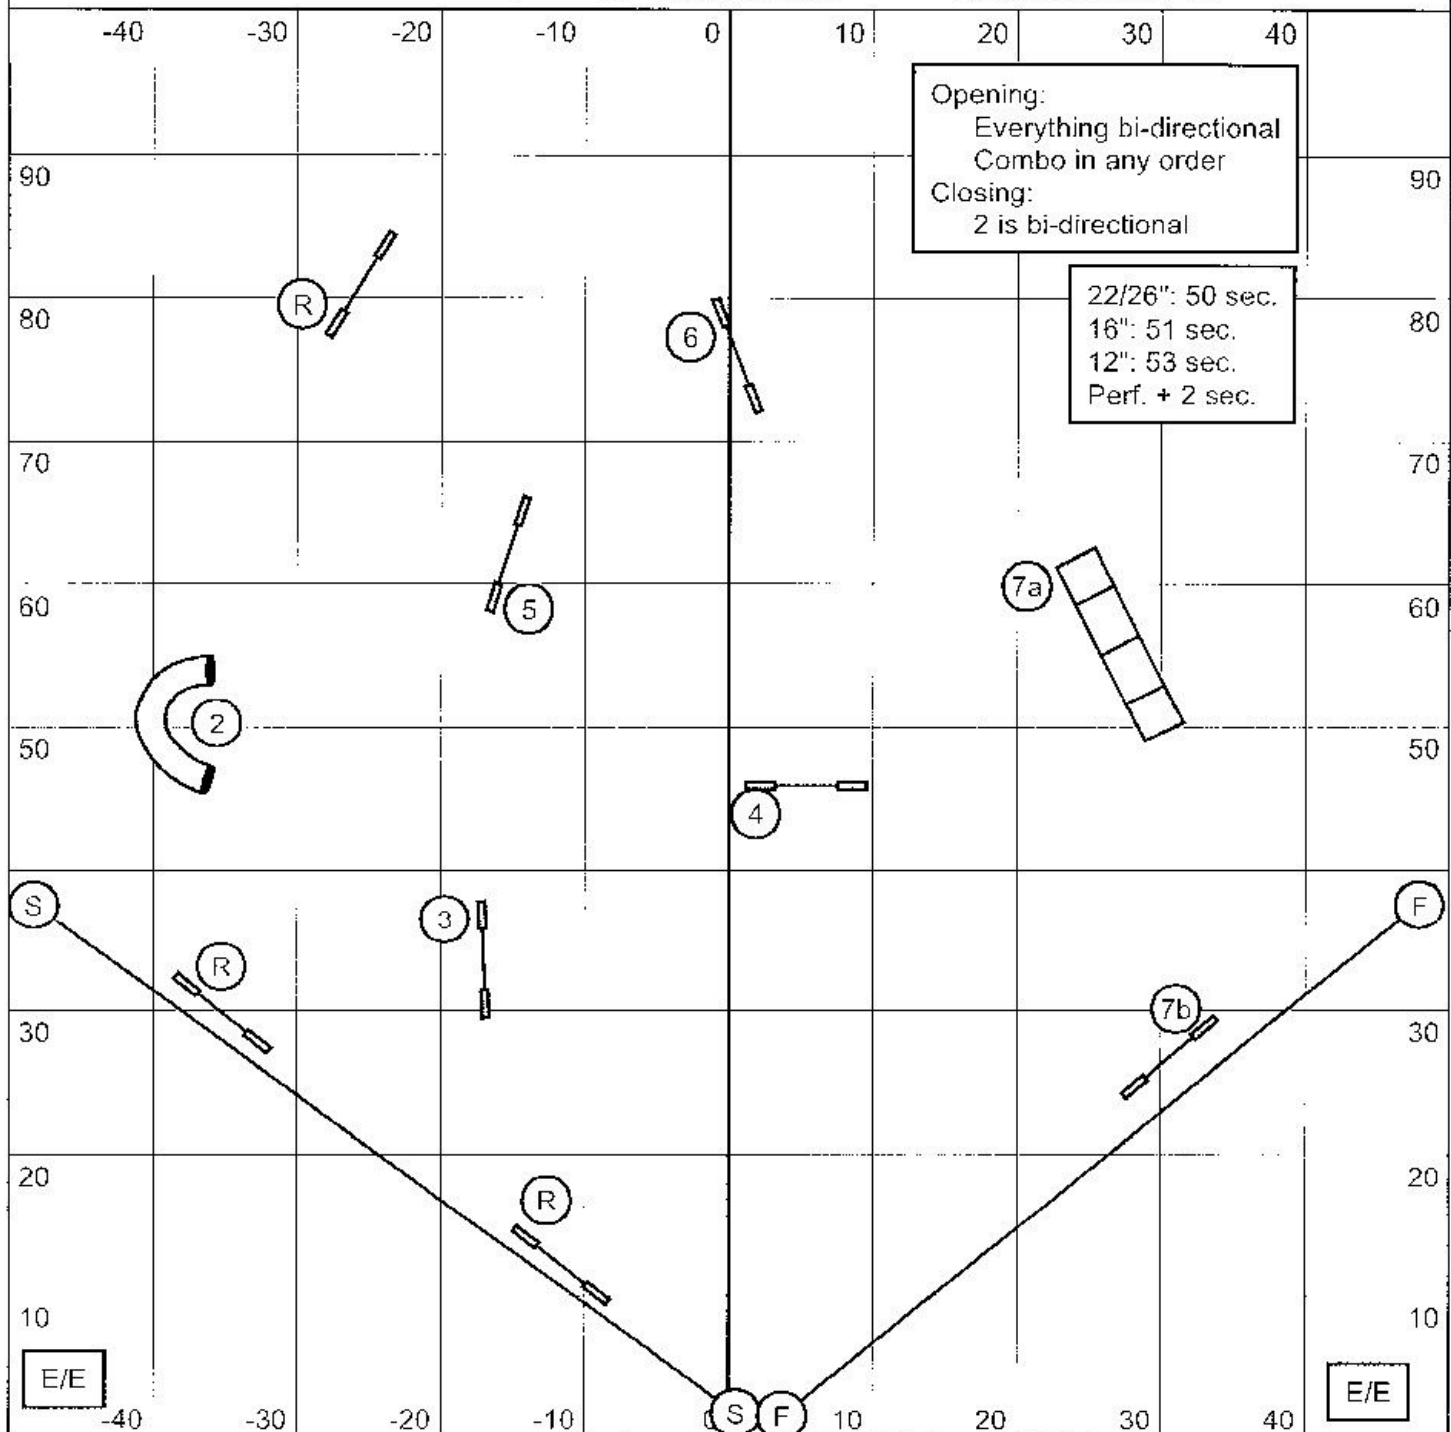 -40 -30 -20 -10 0 10 20 30 40
Opening:
Everything bi-directional
Combo in any order
Closing:
2 is bi-directional
90 90
R
80 80
6
22/26": 50 sec.
16": 51 sec.
12": 53 sec.
Perf. + 2 sec.
70 70
7a
60 60
5
2
50 50
4
S F
3
R
7b
30 30
20 20
R
10 10
E/E E/E
-40 -30 -20 -10 0 S F 10 20 30 40